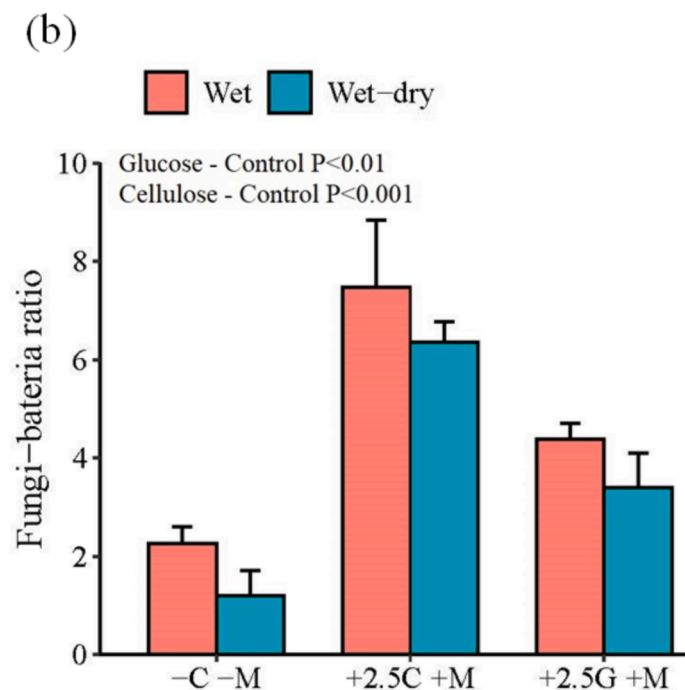 (b)
Wet Wet-dry
Glucose - Control P<0.01
Cellulose - Control P<0.001
Fungi-bateria ratio
10
8
6
4
2
0
−C −M +2.5C +M +2.5G +M